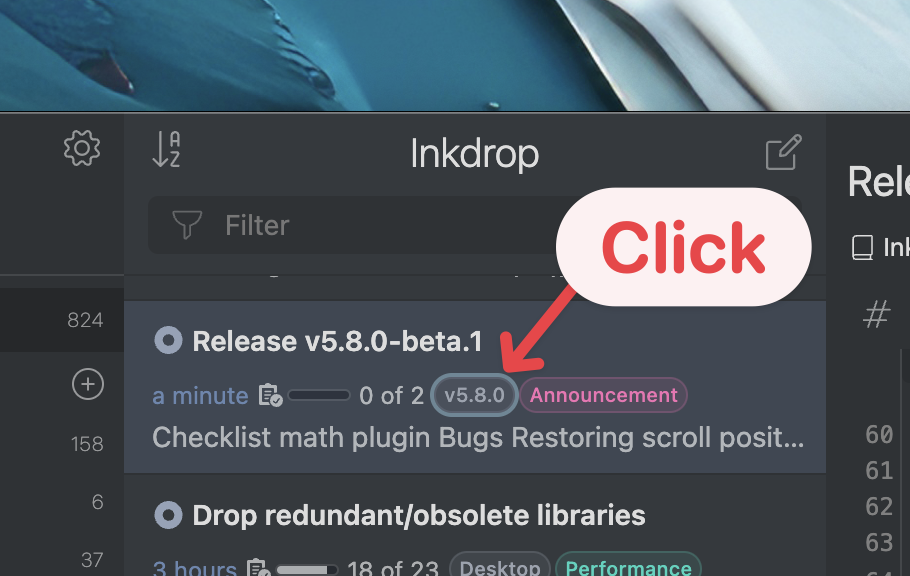 Inkdrop
Rel
Filter
Click
Ink
824
#
Release v5.8.0-beta.1
a minute 0 of 2 v5.8.0 Announcement
158
Checklist math plugin Bugs Restoring scroll posit...
60
61
6
Drop redundant/obsolete libraries
62
63
37
3 hours 18 of 23 Desktop Performance